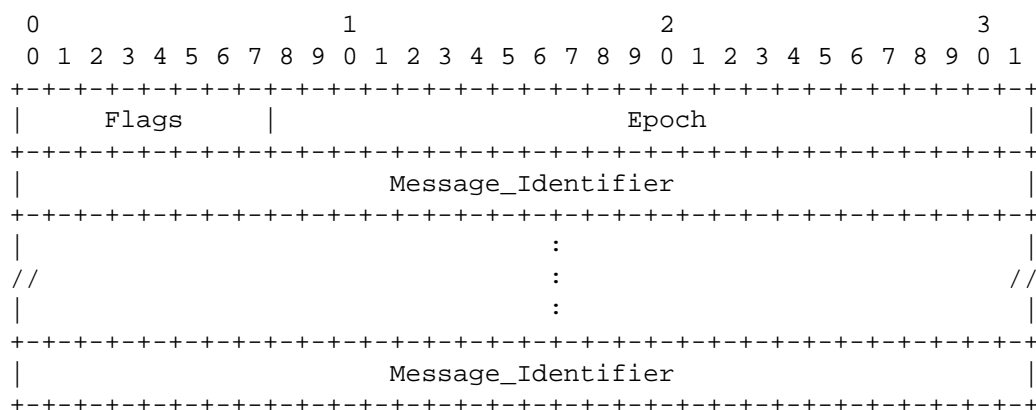 0                   1                   2                   3
 0 1 2 3 4 5 6 7 8 9 0 1 2 3 4 5 6 7 8 9 0 1 2 3 4 5 6 7 8 9 0 1
+-+-+-+-+-+-+-+-+-+-+-+-+-+-+-+-+-+-+-+-+-+-+-+-+-+-+-+-+-+-+-+-+
|     Flags     |                      Epoch                    |
+-+-+-+-+-+-+-+-+-+-+-+-+-+-+-+-+-+-+-+-+-+-+-+-+-+-+-+-+-+-+-+-+
|                       Message_Identifier                      |
+-+-+-+-+-+-+-+-+-+-+-+-+-+-+-+-+-+-+-+-+-+-+-+-+-+-+-+-+-+-+-+-+
|                                 :                             |
//                                :                            //
|                                 :                             |
+-+-+-+-+-+-+-+-+-+-+-+-+-+-+-+-+-+-+-+-+-+-+-+-+-+-+-+-+-+-+-+-+
|                       Message_Identifier                      |
+-+-+-+-+-+-+-+-+-+-+-+-+-+-+-+-+-+-+-+-+-+-+-+-+-+-+-+-+-+-+-+-+